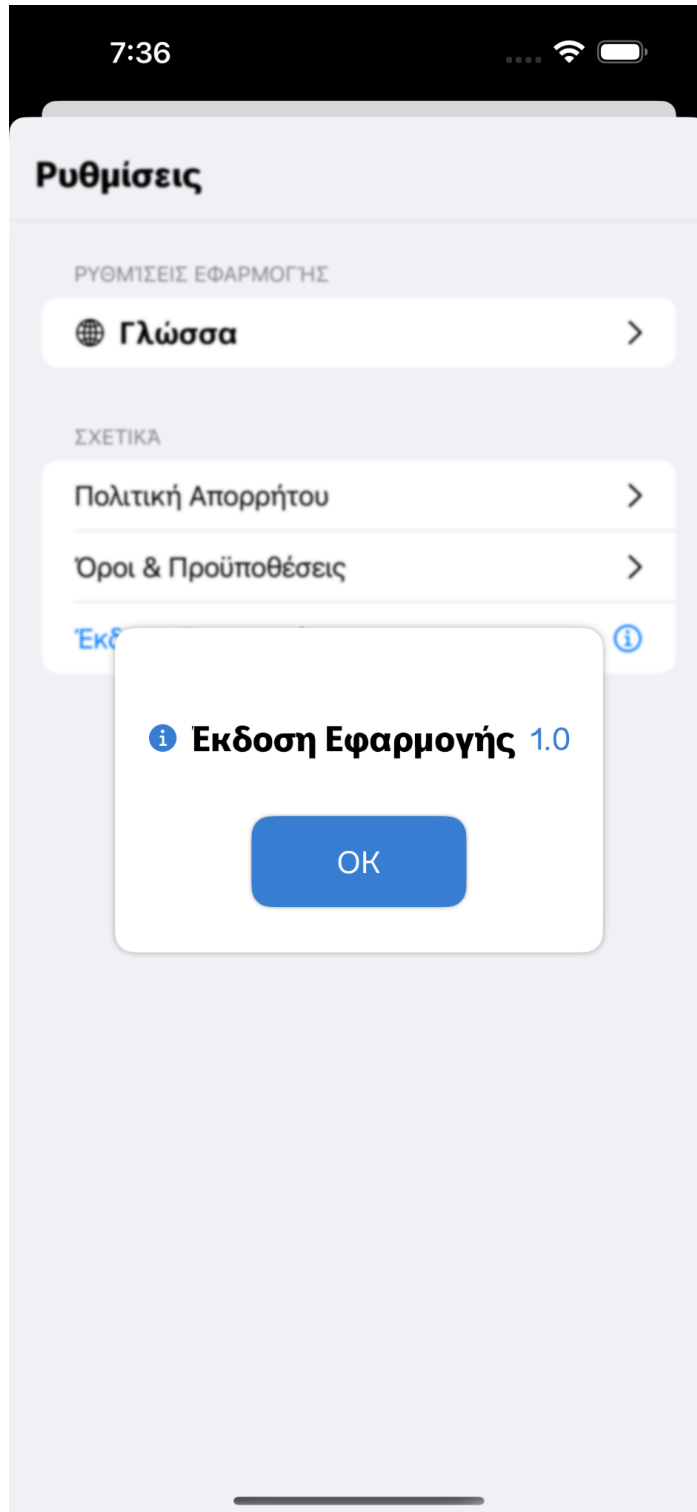 7:36
Ρυθμίσεις
ΡΥΘΜΊΣΕΙΣ ΕΦΑΡΜΟΓΉΣ
Γλώσσα
ΣΧΕΤΙΚΆ
Πολιτική Απορρήτου
Όροι & Προϋποθέσεις
Έκδοση Εφαρμογής 1.0
OK